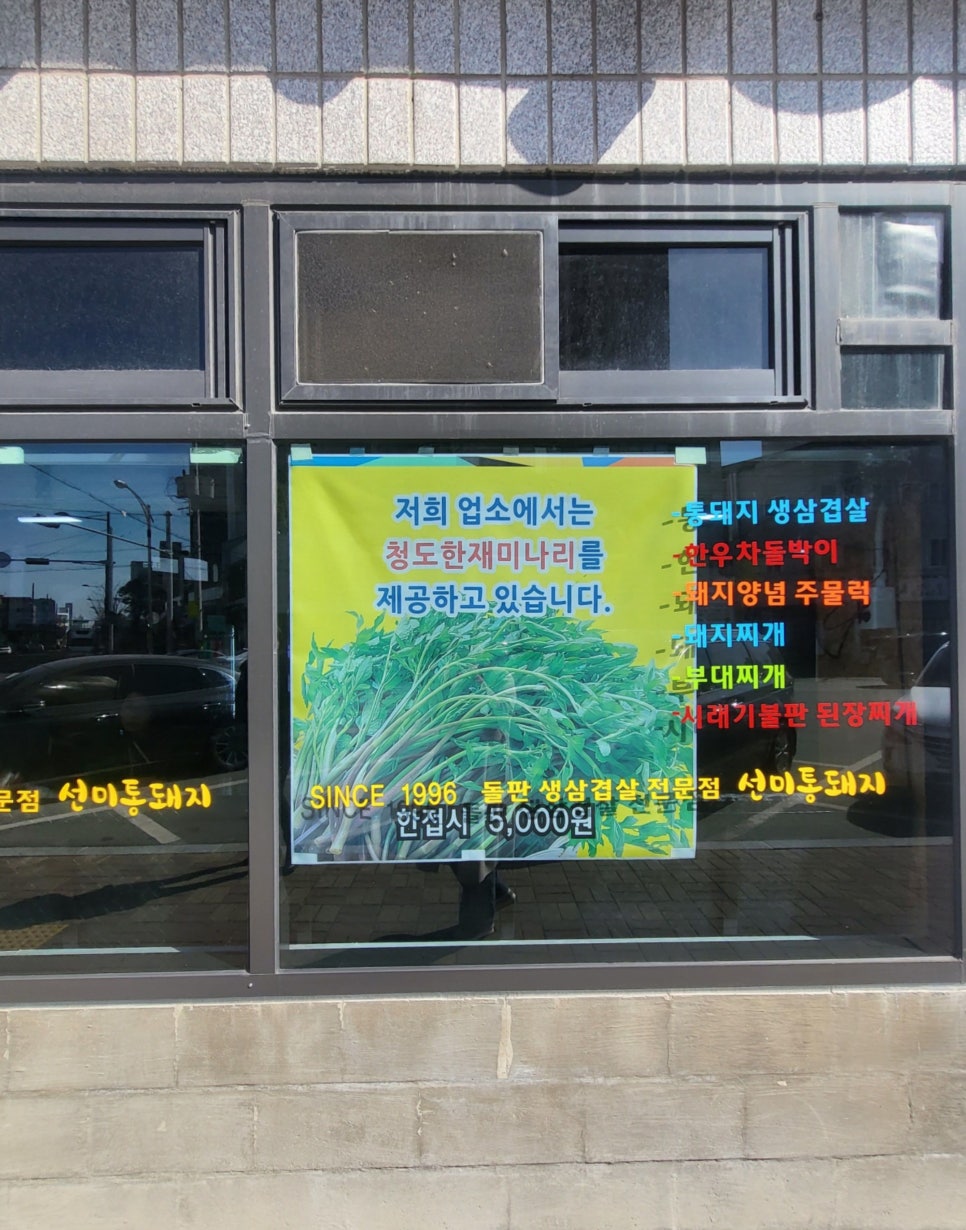 저희 업소에서는
청도한재미나리를
제공하고 있습니다.
-통돼지 생삼겹살
-한우차돌박이
-돼지양념 주물럭
-돼지찌개
-부대찌개
-시래기불판 된장찌개
문점 선미통돼지
SINCE 1996 돌판 생삼겹살 전문점 선미통돼지
한접시 5,000원